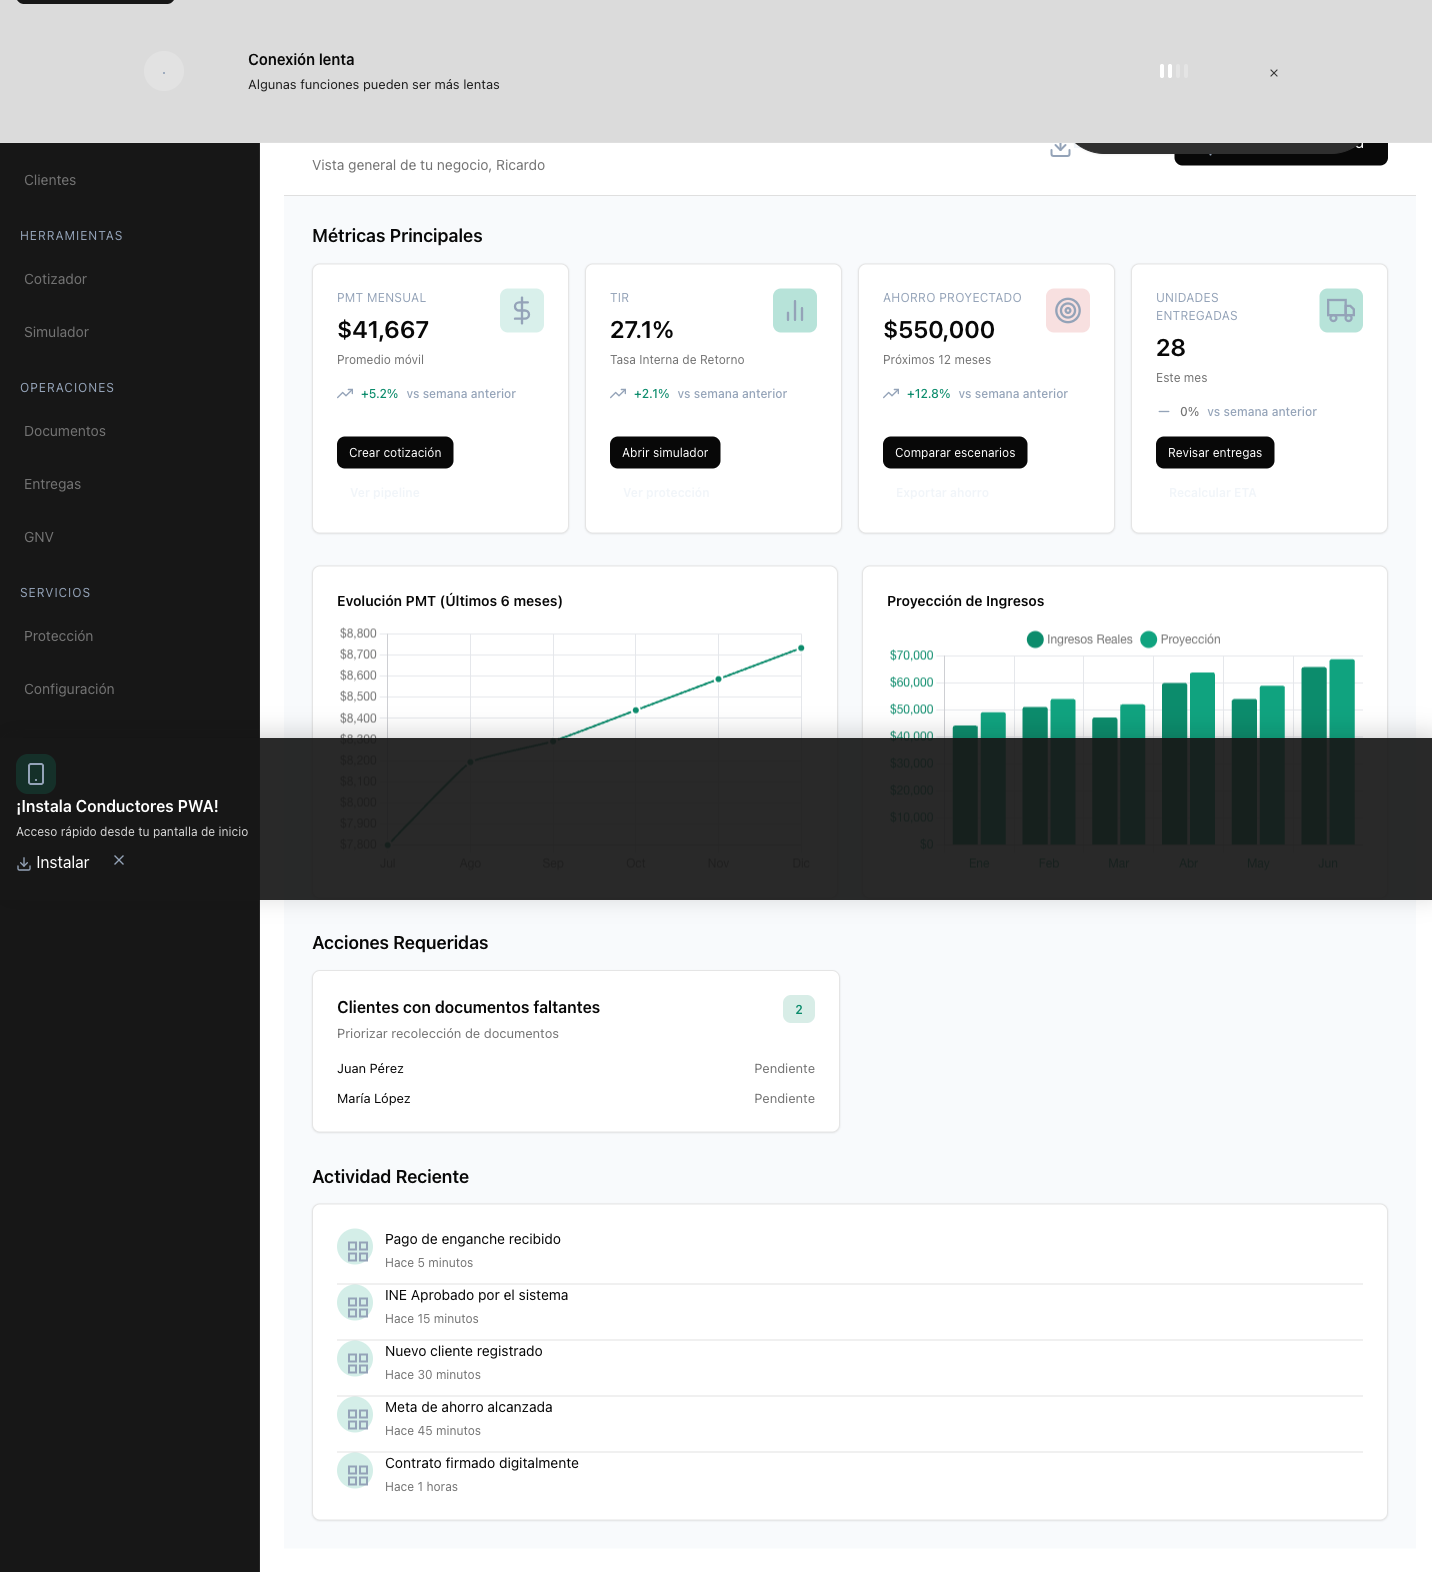 Conexión lenta
Algunas funciones pueden ser más lentas
×
Vista general de tu negocio, Ricardo
Clientes
HERRAMIENTAS
Cotizador
Simulador
OPERACIONES
Documentos
Entregas
GNV
SERVICIOS
Protección
Configuración
¡Instala Conductores PWA!
Acceso rápido desde tu pantalla de inicio
Instalar
Métricas Principales
PMT MENSUAL
$41,667
Promedio móvil
+5.2% vs semana anterior
Crear cotización
Ver pipeline
TIR
27.1%
Tasa Interna de Retorno
+2.1% vs semana anterior
Abrir simulador
Ver protección
AHORRO PROYECTADO
$550,000
Próximos 12 meses
+12.8% vs semana anterior
Comparar escenarios
Exportar ahorro
UNIDADES
ENTREGADAS
28
Este mes
0% vs semana anterior
Revisar entregas
Recalcular ETA
Evolución PMT (Últimos 6 meses)
$8,800
$8,700
$8,600
$8,500
$8,400
$8,300
$8,200
$8,100
$8,000
$7,900
$7,800
Jul Ago Sep Oct Nov Dic
Proyección de Ingresos
Ingresos Reales Proyección
$70,000
$60,000
$50,000
$40,000
$30,000
$20,000
$10,000
$0
Ene Feb Mar Abr May Jun
Acciones Requeridas
Clientes con documentos faltantes
2
Priorizar recolección de documentos
Juan Pérez Pendiente
María López Pendiente
Actividad Reciente
Pago de enganche recibido
Hace 5 minutos
INE Aprobado por el sistema
Hace 15 minutos
Nuevo cliente registrado
Hace 30 minutos
Meta de ahorro alcanzada
Hace 45 minutos
Contrato firmado digitalmente
Hace 1 horas